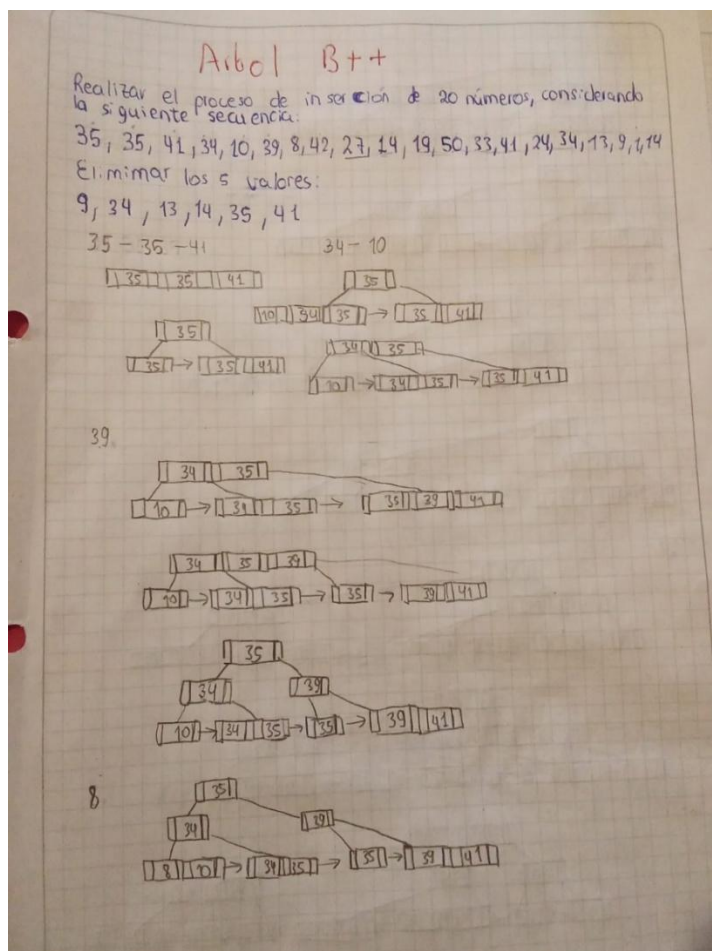 Arbol B++
Realizar el proceso de inserción de 20 números, considerando
la siguiente secuencia:
35, 35, 41, 34, 10, 39, 8, 42, 27, 14, 19, 50, 33, 41, 24, 34, 13, 9, 1, 14
Elimimar los 5 valores:
9, 34, 13, 14, 35, 41
35 - 35 - 41 34 - 10
35 35 41
35
10 34 35 → 35 41
35
35 → 35 41
34 35
10 → 34 35 → 35 41
39.
34 35
10 → 34 35 → 35 39 41
34 35 39
10 → 34 35 → 35 → 39 41
35
34 39
10 → 34 35 → 35 → 39 41
8
35
34 39
8 10 → 34 35 → 35 → 39 41